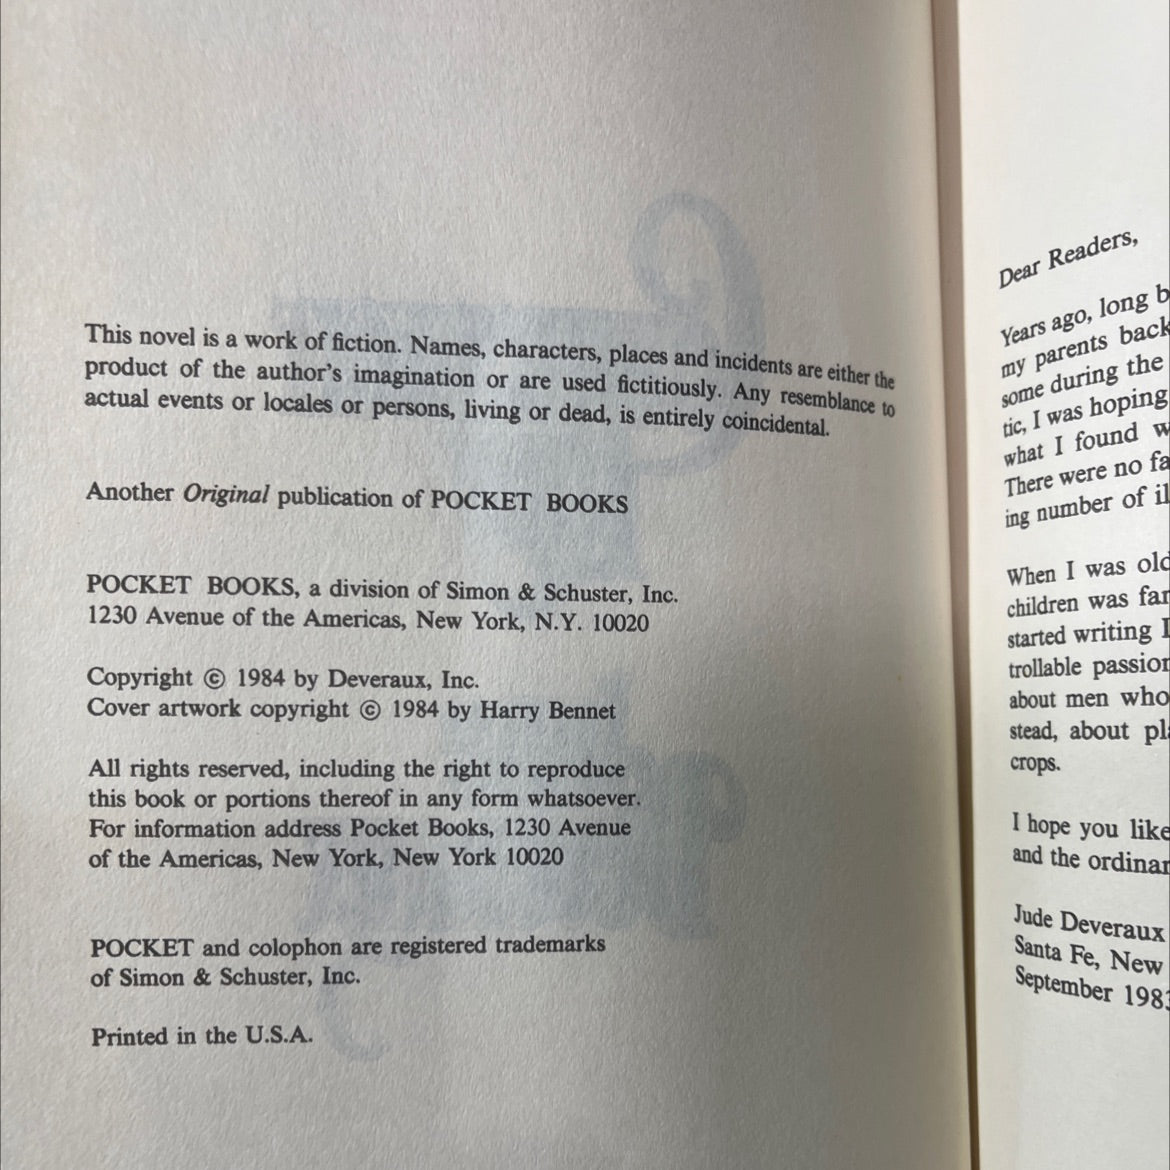 This novel is a work of fiction. Names, characters, places and incidents are either the
product of the author's imagination or are used fictitiously. Any resemblance to
actual events or locales or persons, living or dead, is entirely coincidental.
Another Original publication of POCKET BOOKS
POCKET BOOKS, a division of Simon & Schuster, Inc.
1230 Avenue of the Americas, New York, N.Y. 10020
Copyright © 1984 by Deveraux, Inc.
Cover artwork copyright © 1984 by Harry Bennet
All rights reserved, including the right to reproduce
this book or portions thereof in any form whatsoever.
For information address Pocket Books, 1230 Avenue
of the Americas, New York, New York 10020
POCKET and colophon are registered trademarks
of Simon & Schuster, Inc.
Printed in the U.S.A.
Dear Readers,
Years ago, long
my parents back
some during the
tic, I was hoping
what I found
There were no
ing number of
When I was
children was
started writing I
trollable
about men who
stead, about
crops.
I hope you like
and the
Jude Deveraux
Santa Fe, New
September